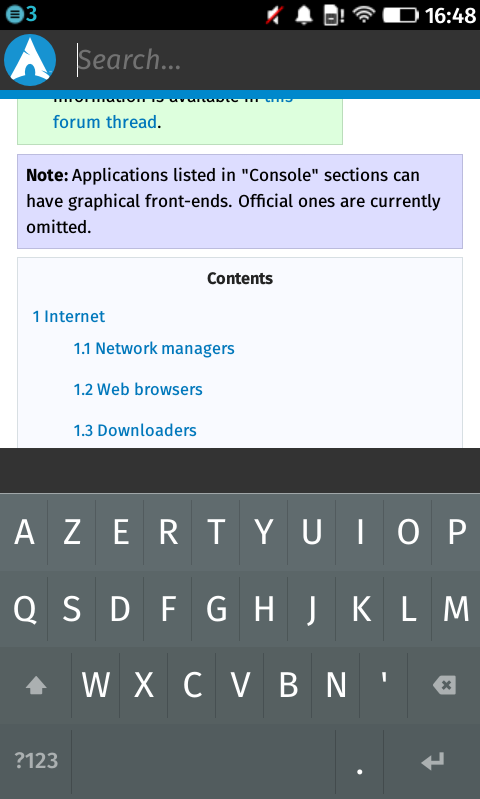 3
16:48
Search...
information is available in this
forum thread.
Note: Applications listed in "Console" sections can
have graphical front-ends. Official ones are currently
omitted.
Contents
1 Internet
1.1 Network managers
1.2 Web browsers
1.3 Downloaders
A Z E R T Y U I O P
Q S D F G H J K L M
W X C V B N '
?123 .